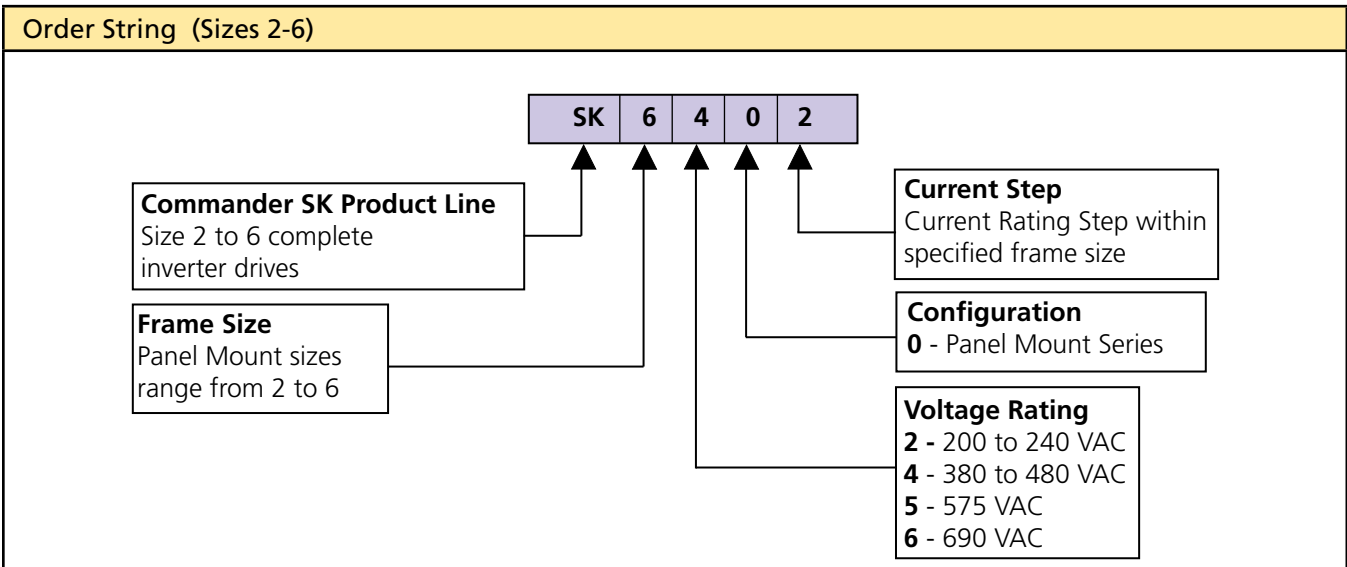 Order String (Sizes 2-6)
SK 6 4 0 2
Commander SK Product Line
Size 2 to 6 complete
inverter drives
Frame Size
Panel Mount sizes
range from 2 to 6
Current Step
Current Rating Step within
specified frame size
Configuration
0 - Panel Mount Series
Voltage Rating
2 - 200 to 240 VAC
4 - 380 to 480 VAC
5 - 575 VAC
6 - 690 VAC